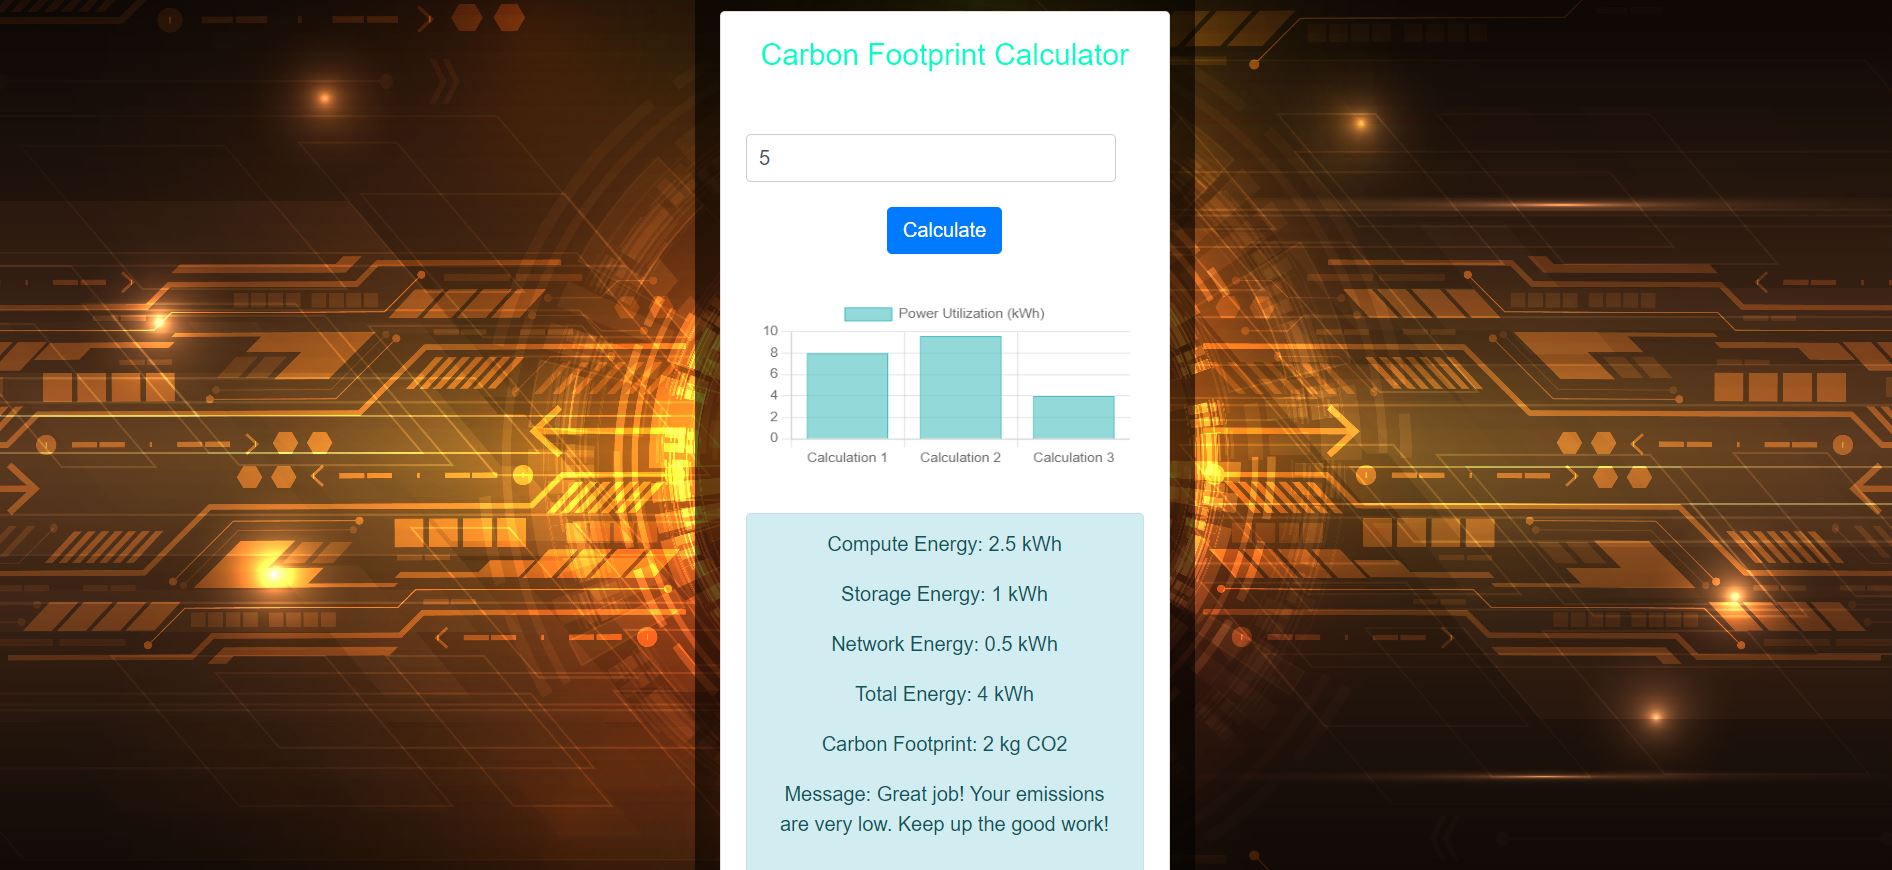 Carbon Footprint Calculator
5
Calculate
Power Utilization (kWh)
10
8
6
4
2
0
Calculation 1 Calculation 2 Calculation 3
Compute Energy: 2.5 kWh
Storage Energy: 1 kWh
Network Energy: 0.5 kWh
Total Energy: 4 kWh
Carbon Footprint: 2 kg CO2
Message: Great job! Your emissions
are very low. Keep up the good work!